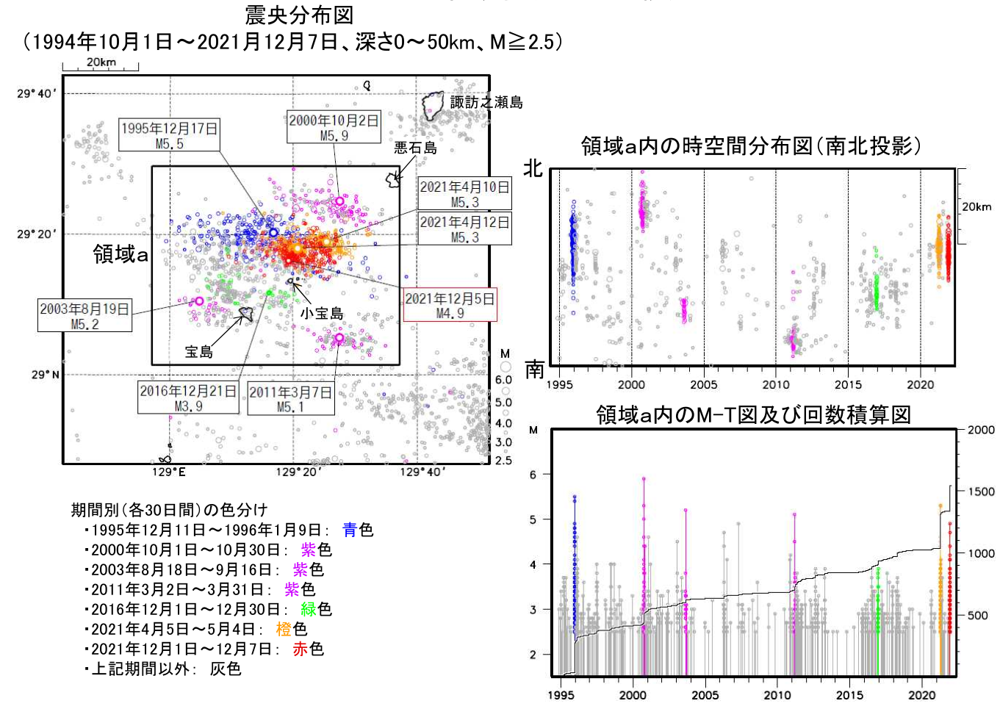 震央分布図
（1994年10月1日～2021月12月7日、深さ0～50km、M≧2.5）
20km
29°40′
29°20′
29°N
129°E
129°20′
129°40′
諏訪之瀬島
悪石島
小宝島
宝島
領域a
1995年12月17日
M5.5
2000年10月2日
M5.9
2021年4月10日
M5.3
2021年4月12日
M5.3
2021年12月5日
M4.9
2003年8月19日
M5.2
2016年12月21日
M3.9
2011年3月7日
M5.1
M
6.0
5.0
4.0
3.0
2.5
期間別（各30日間）の色分け
・1995年12月11日～1996年1月9日： 青色
・2000年10月1日～10月30日： 紫色
・2003年8月18日～9月16日： 紫色
・2011年3月2日～3月31日： 紫色
・2016年12月1日～12月30日： 緑色
・2021年4月5日～5月4日： 橙色
・2021年12月1日～12月7日： 赤色
・上記期間以外： 灰色
領域a内の時空間分布図（南北投影）
北
南
20km
1995
2000
2005
2010
2015
2020
領域a内のM-T図及び回数積算図
M
6
5
4
3
2
2000
1500
1000
500
1995
2000
2005
2010
2015
2020